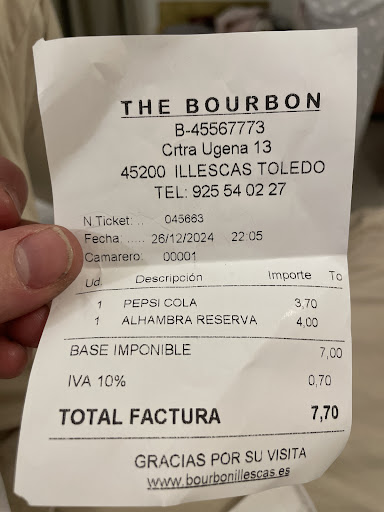 THE BOURBON
B-45567773
Crtra Ugena 13
45200 ILLESCAS TOLEDO
TEL: 925 54 02 27
N Ticket: .. 045663
Fecha: ..... 26/12/2024 22:05
Camarero: 00001
Ud. Descripción Importe To
1 PEPSI COLA 3,70
1 ALHAMBRA RESERVA 4,00
BASE IMPONIBLE 7,00
IVA 10% 0,70
TOTAL FACTURA 7,70
GRACIAS POR SU VISITA
www.bourbonillescas.es